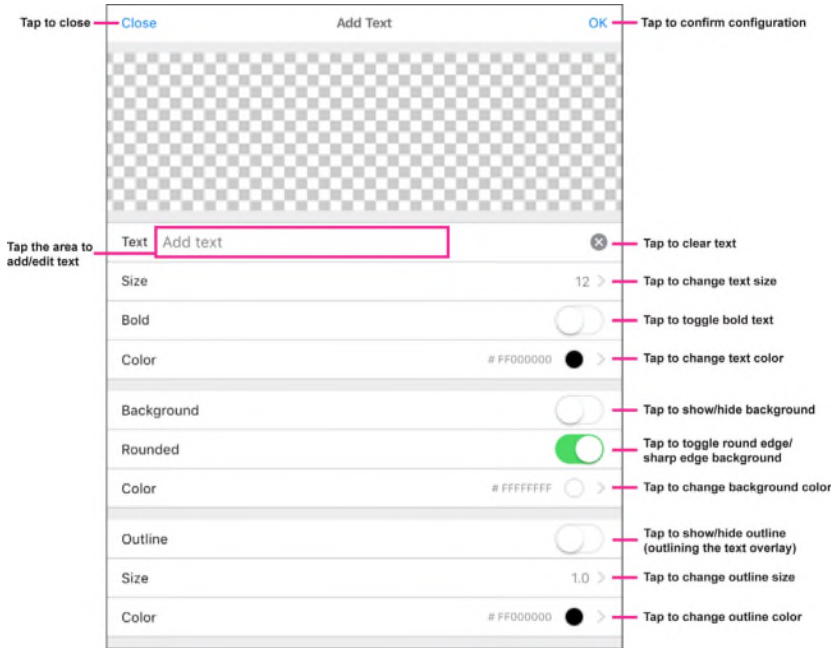 Tap to close
Close
Add Text
OK
Tap to confirm configuration
Tap the area to
add/edit text
Text
Add text
Tap to clear text
Size
12
Tap to change text size
Bold
Tap to toggle bold text
Color
# FF000000
Tap to change text color
Background
Tap to show/hide background
Rounded
Tap to toggle round edge/
sharp edge background
Color
# FFFFFFFF
Tap to change background color
Outline
Tap to show/hide outline
(outlining the text overlay)
Size
1.0
Tap to change outline size
Color
# FF000000
Tap to change outline color